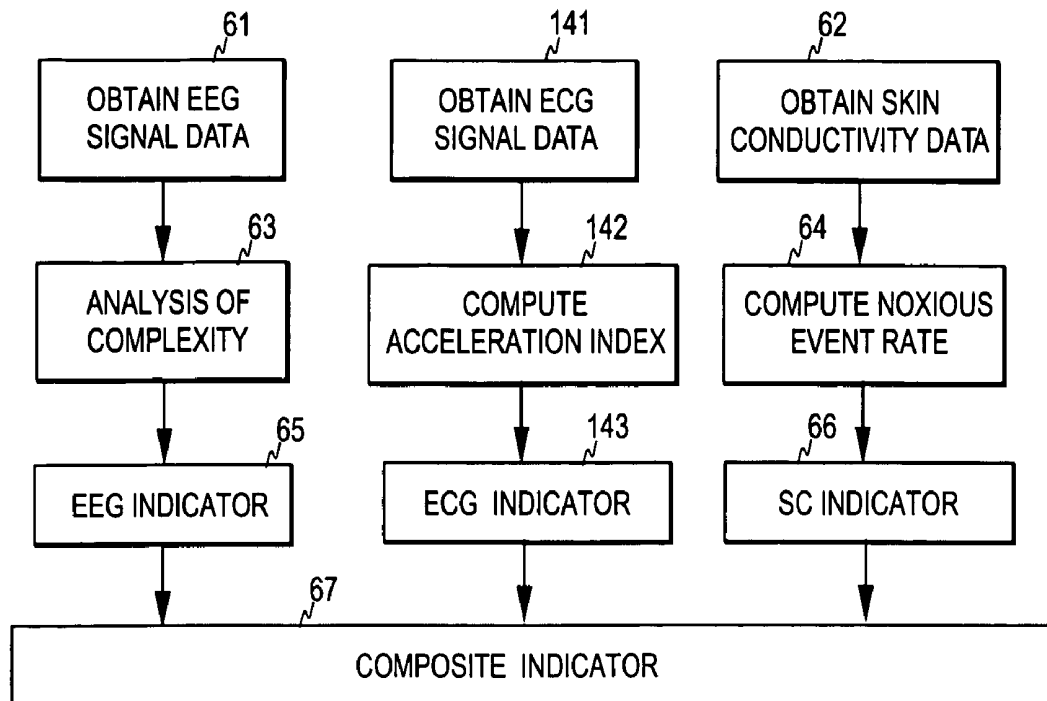 61
141
62
OBTAIN EEG
SIGNAL DATA
OBTAIN ECG
SIGNAL DATA
OBTAIN SKIN
CONDUCTIVITY DATA
63
142
64
ANALYSIS OF
COMPLEXITY
COMPUTE
ACCELERATION INDEX
COMPUTE NOXIOUS
EVENT RATE
65
143
66
EEG INDICATOR
ECG INDICATOR
SC INDICATOR
67
COMPOSITE INDICATOR